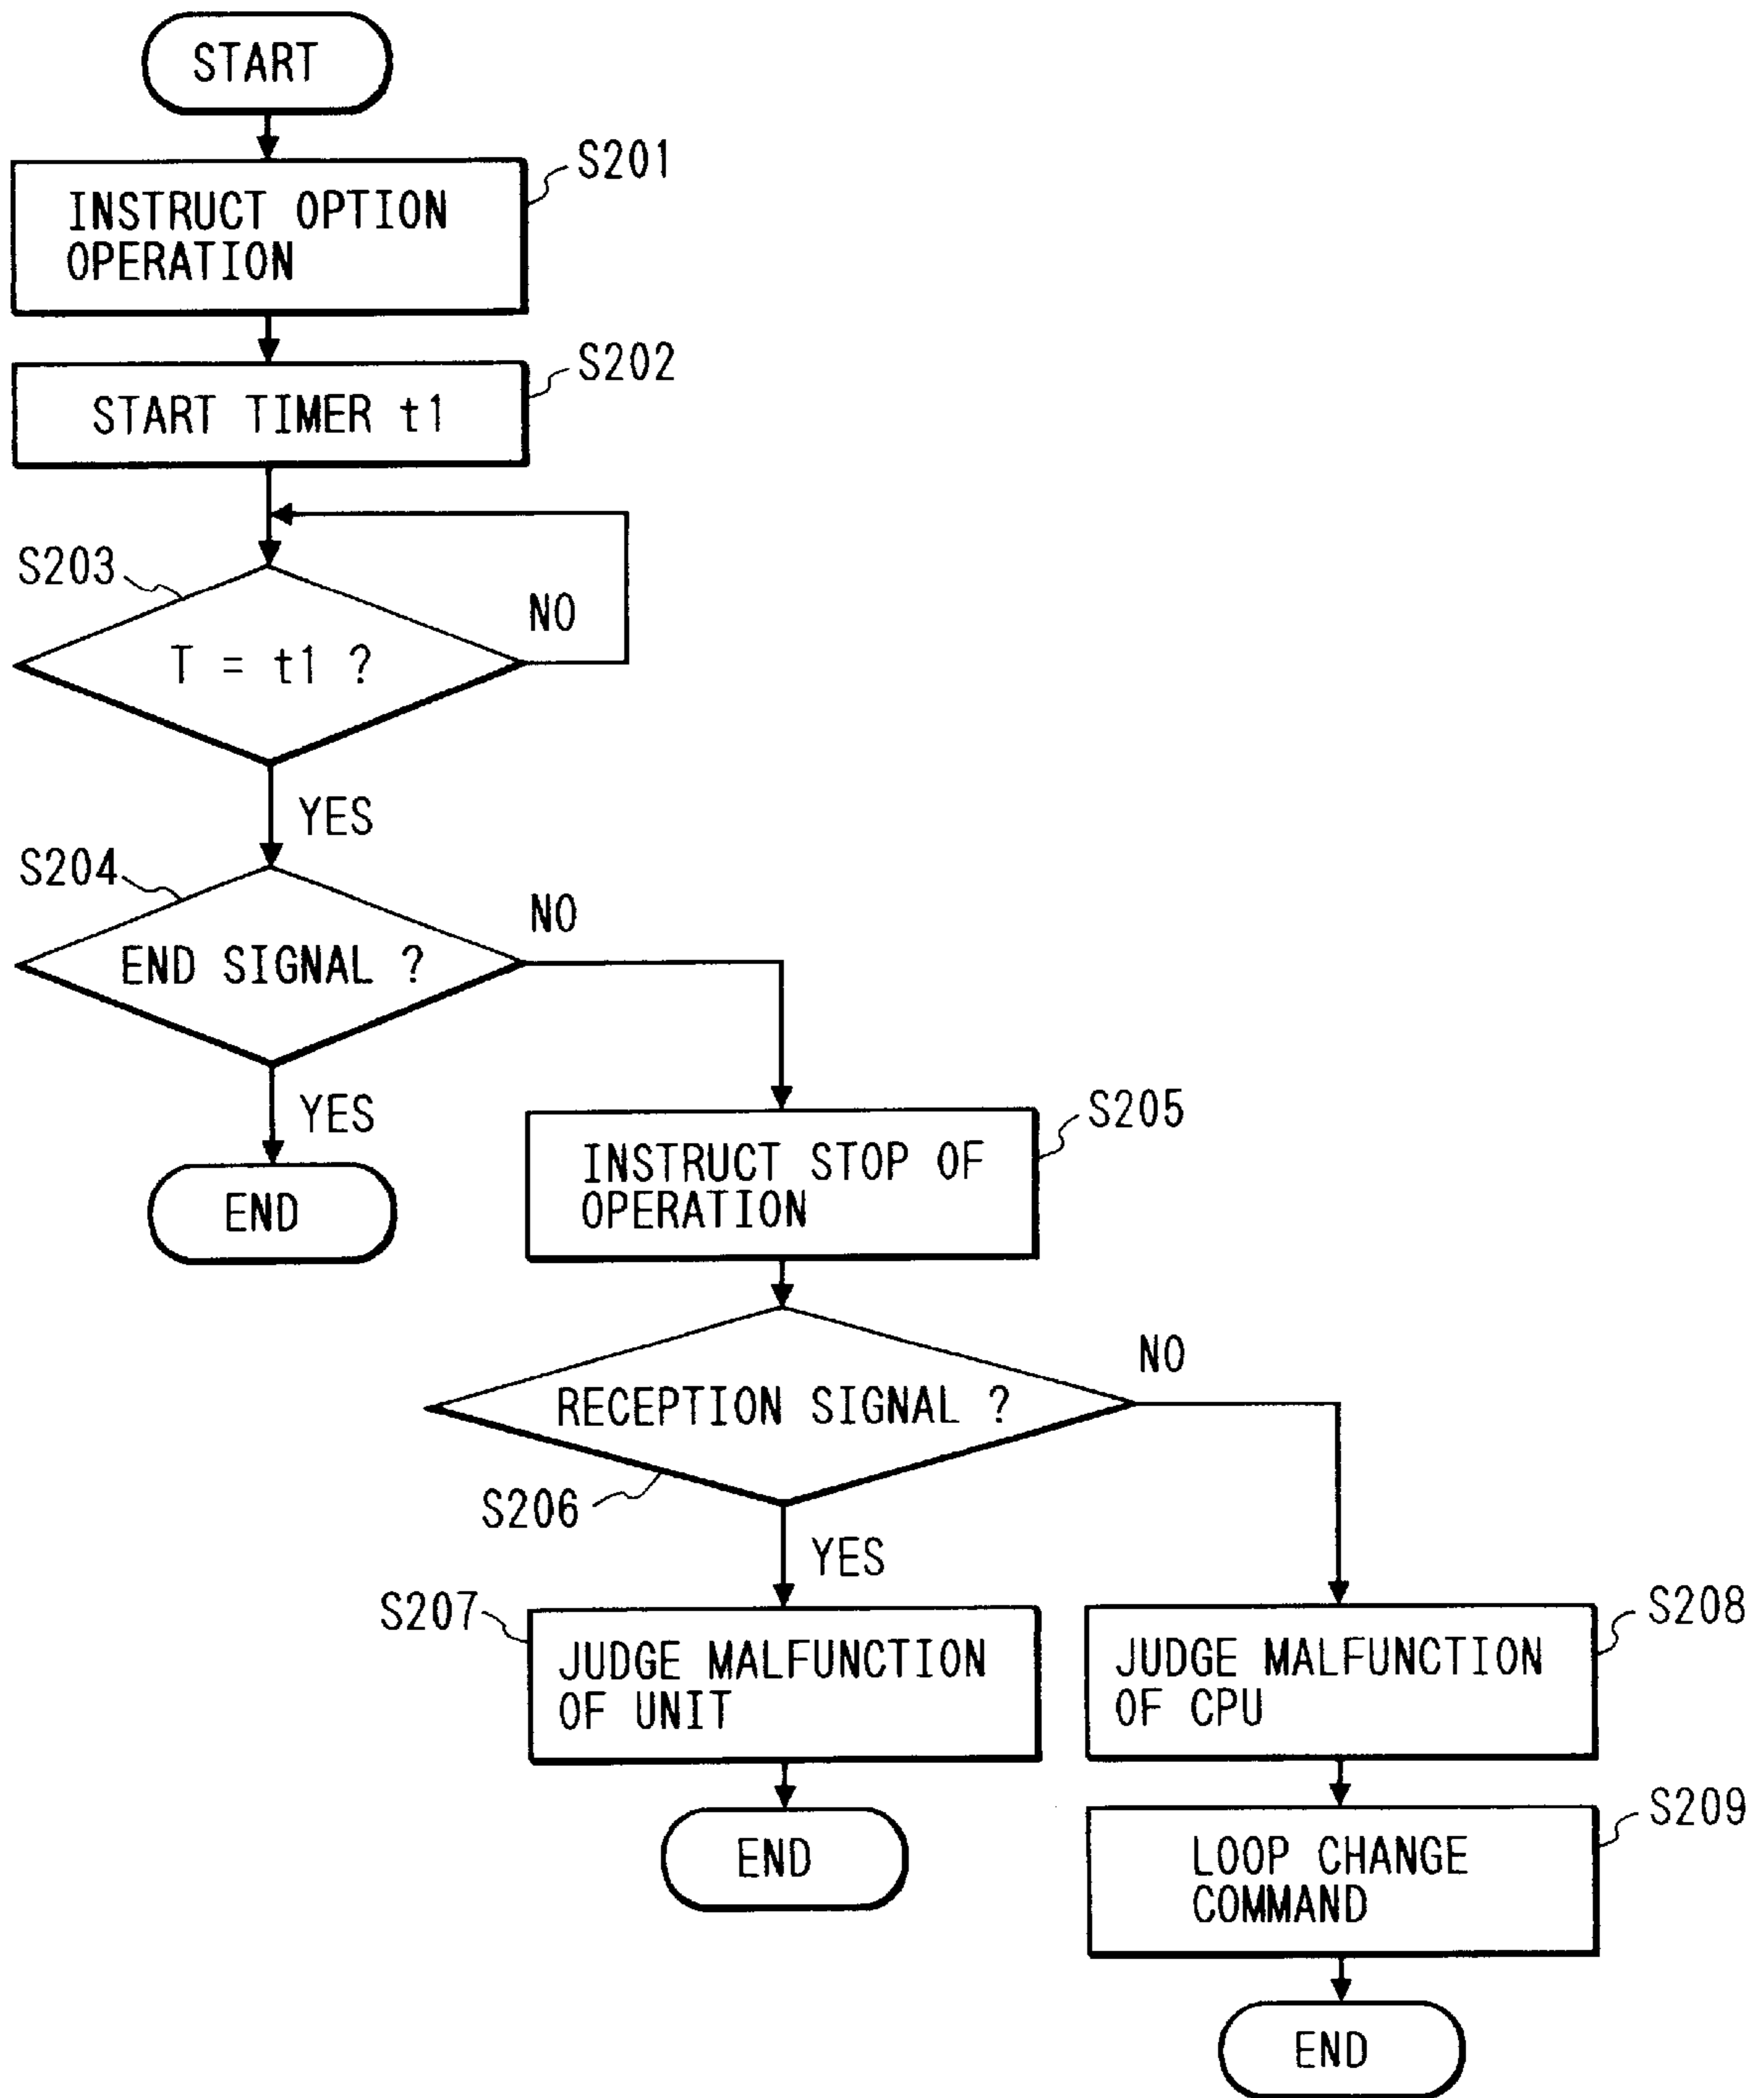 START
S201
INSTRUCT OPTION
OPERATION
S202
START TIMER t1
S203
NO
T = t1 ?
YES
S204
NO
END SIGNAL ?
YES
END
S205
INSTRUCT STOP OF
OPERATION
NO
RECEPTION SIGNAL ?
S206
YES
S207
JUDGE MALFUNCTION
OF UNIT
S208
JUDGE MALFUNCTION
OF CPU
END
S209
LOOP CHANGE
COMMAND
END